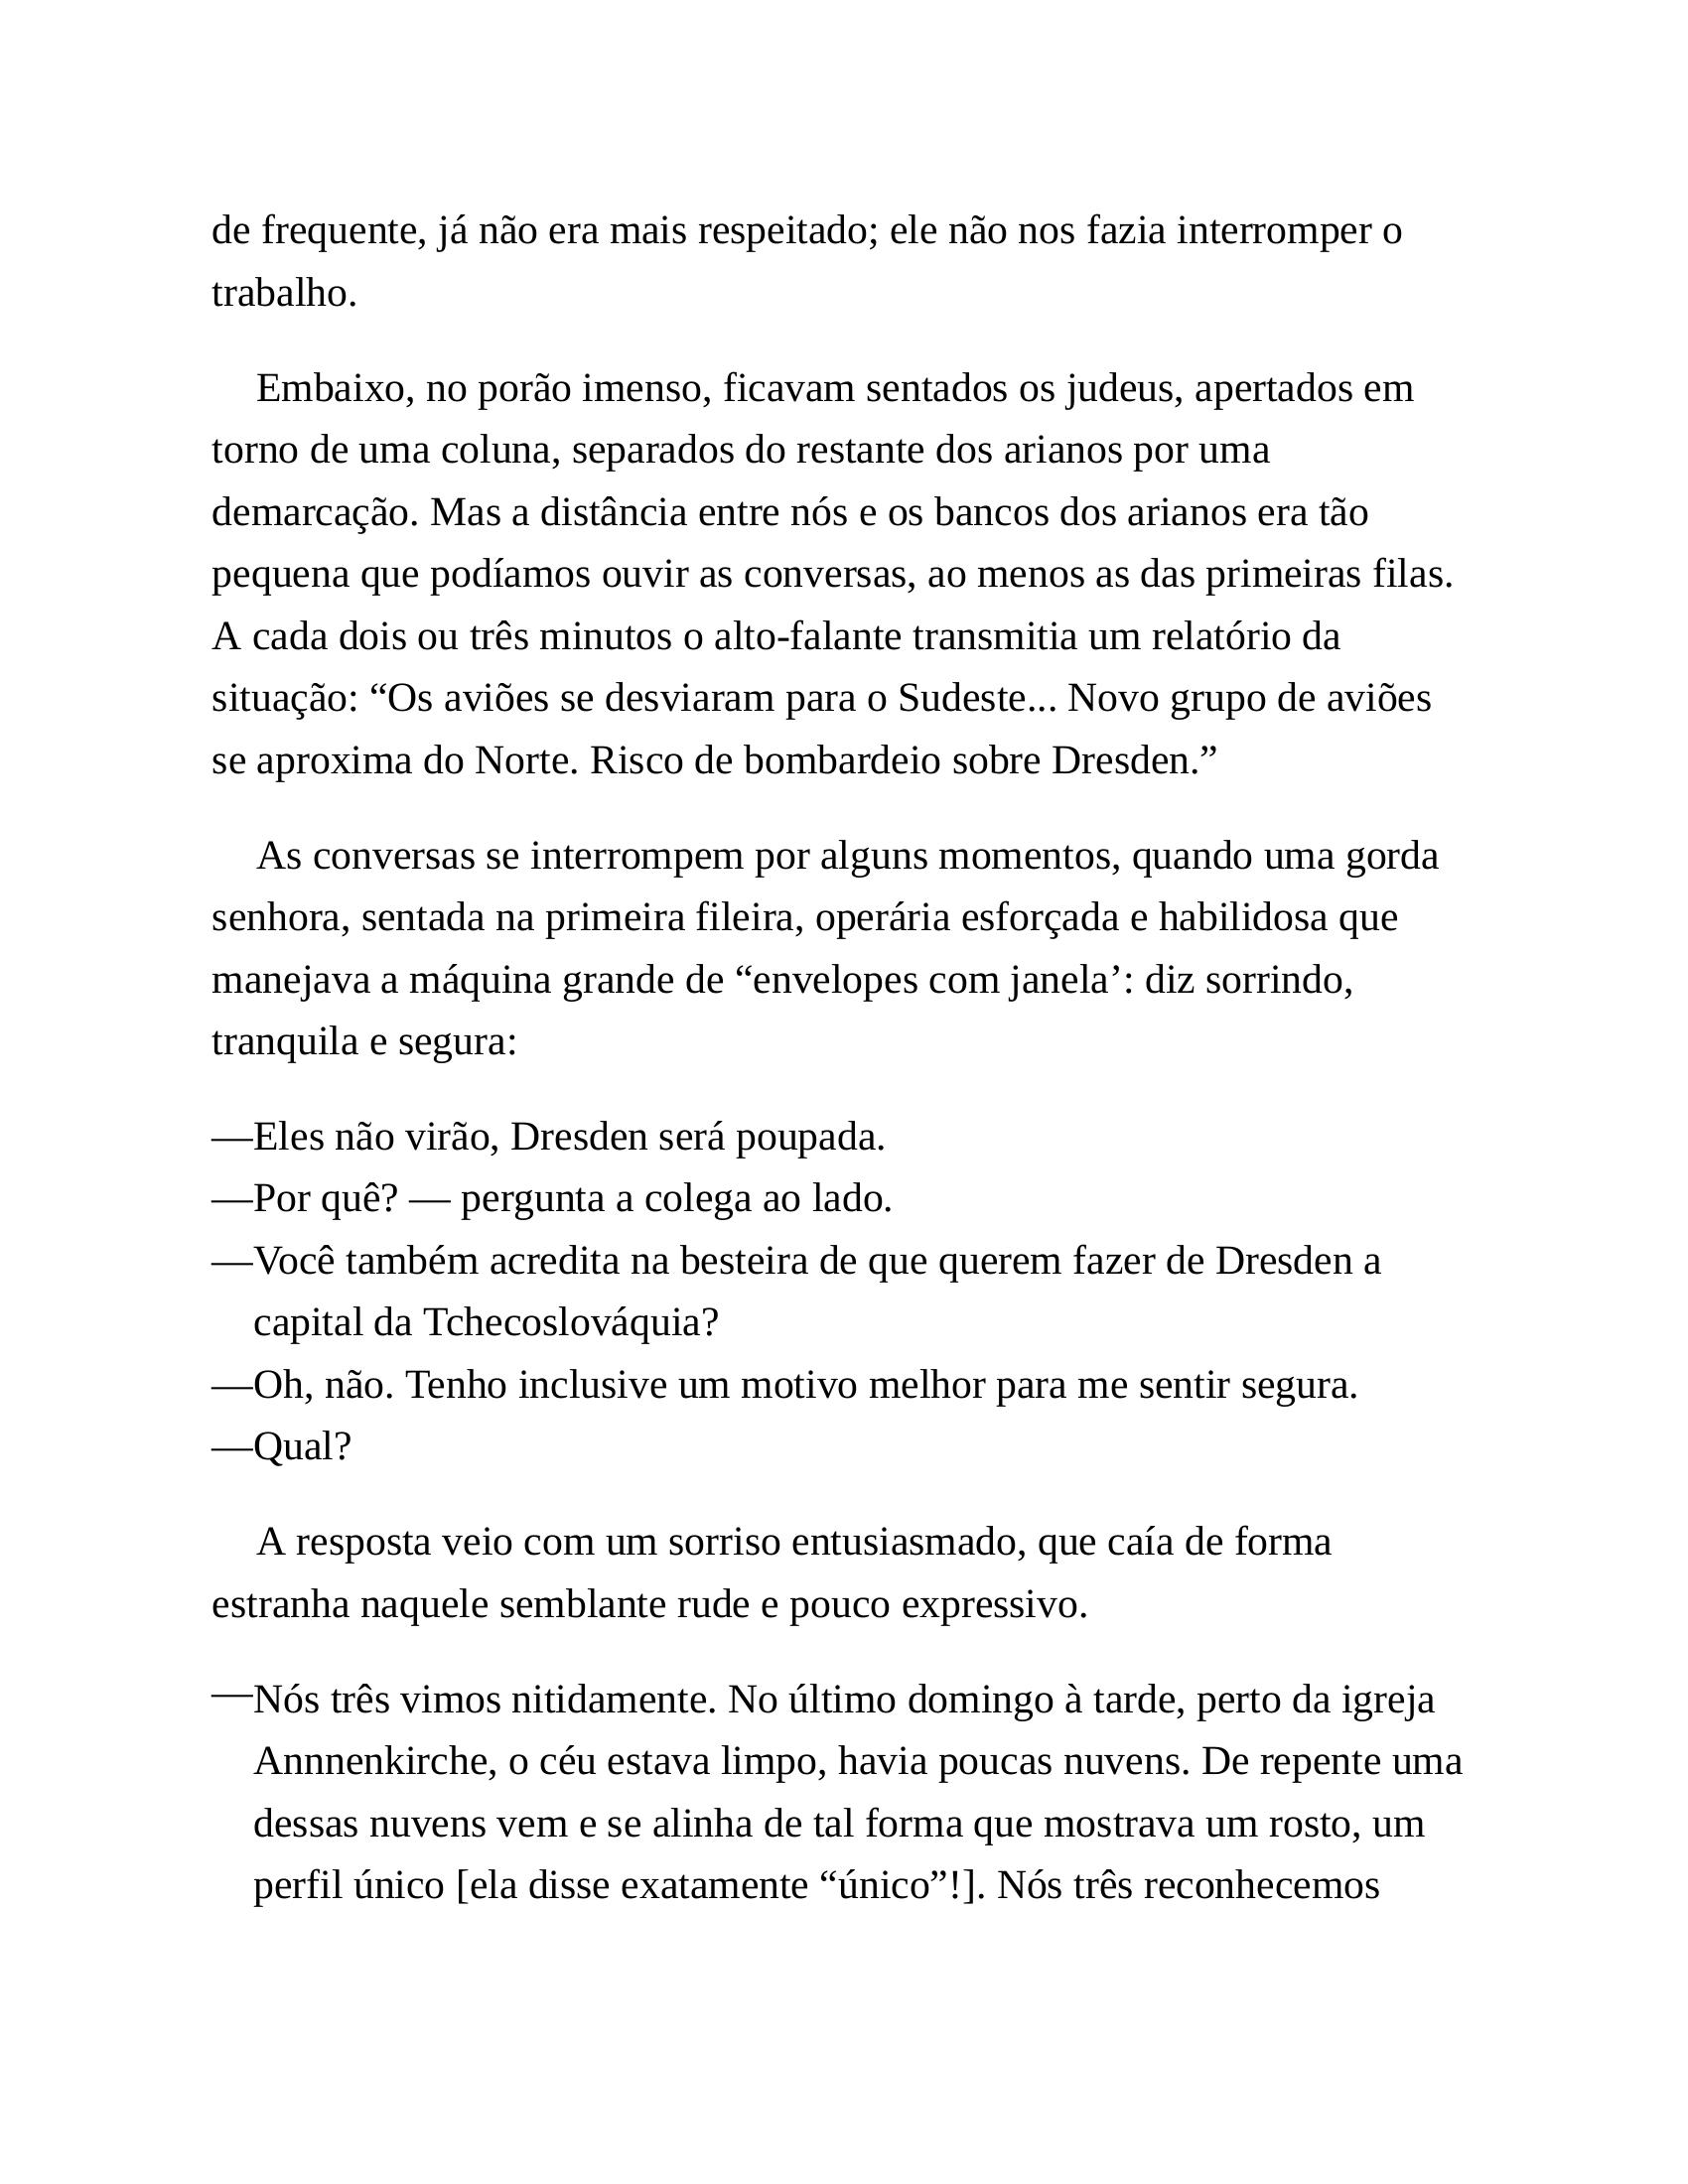 de frequente, já não era mais respeitado; ele não nos fazia interromper o
trabalho.
Embaixo, no porão imenso, ficavam sentados os judeus, apertados em
torno de uma coluna, separados do restante dos arianos por uma
demarcação. Mas a distância entre nós e os bancos dos arianos era tão
pequena que podíamos ouvir as conversas, ao menos as das primeiras filas.
A cada dois ou três minutos o alto-falante transmitia um relatório da
situação: “Os aviões se desviaram para o Sudeste... Novo grupo de aviões
se aproxima do Norte. Risco de bombardeio sobre Dresden.”
As conversas se interrompem por alguns momentos, quando uma gorda
senhora, sentada na primeira fileira, operária esforçada e habilidosa que
manejava a máquina grande de “envelopes com janela’: diz sorrindo,
tranquila e segura:
—Eles não virão, Dresden será poupada.
—Por quê? — pergunta a colega ao lado.
—Você também acredita na besteira de que querem fazer de Dresden a
capital da Tchecoslováquia?
—Oh, não. Tenho inclusive um motivo melhor para me sentir segura.
—Qual?
A resposta veio com um sorriso entusiasmado, que caía de forma
estranha naquele semblante rude e pouco expressivo.
—Nós três vimos nitidamente. No último domingo à tarde, perto da igreja
Annnenkirche, o céu estava limpo, havia poucas nuvens. De repente uma
dessas nuvens vem e se alinha de tal forma que mostrava um rosto, um
perfil único [ela disse exatamente “único”!]. Nós três reconhecemos